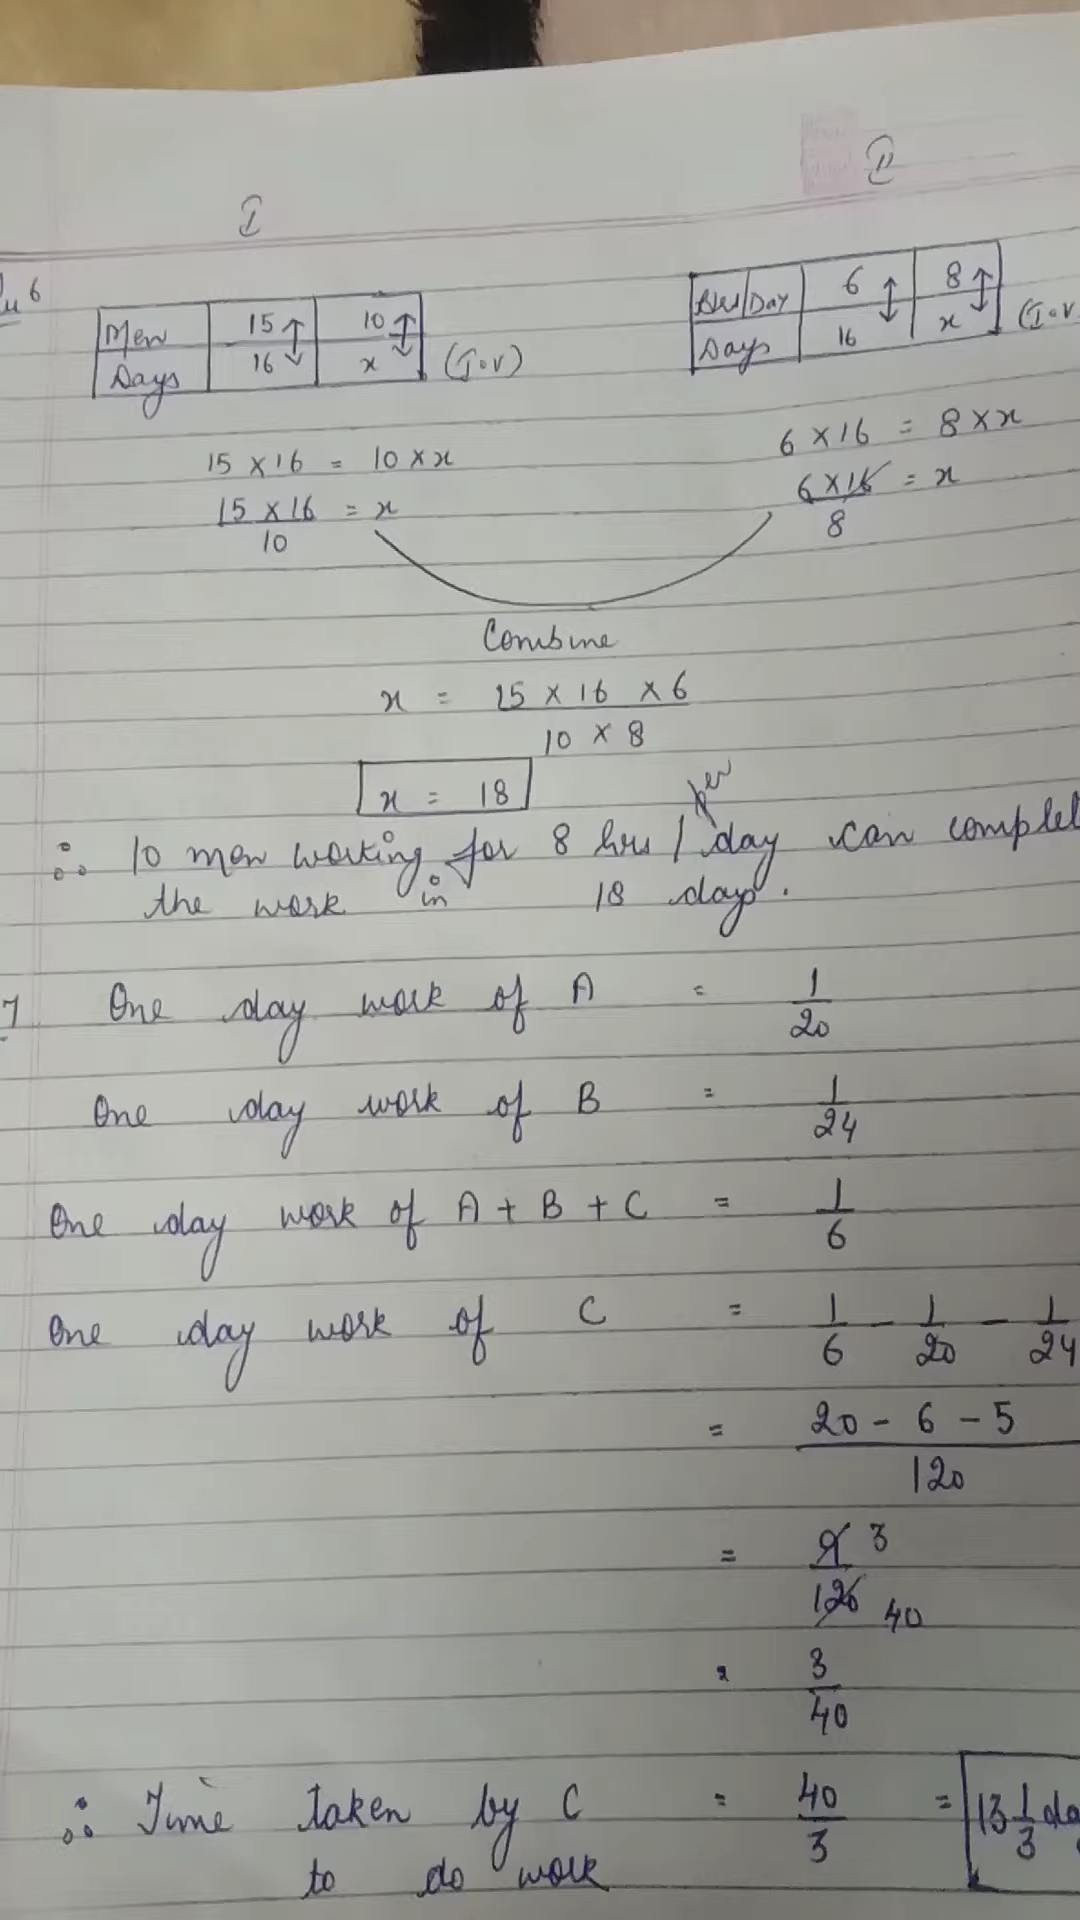 I II
Qu 6
Men 15 10
Days 16 x (I.V)
Hrs/Day 6 8
Days 16 x (I.V
15 × 16 = 10 × x
15 × 16 = x
10
6 × 16 = 8 × x
6 × 16 = x
8
Combine
x = 15 × 16 × 6
10 × 8
x = 18
per
∴ 10 men working for 8 hrs / day can complet
the work in 18 days.
7 One day work of A = 1/20
One day work of B = 1/24
One day work of A + B + C = 1/6
One day work of C = 1/6 - 1/20 - 1/24
= 20 - 6 - 5
120
= 9 3
120 40
= 3/40
∴ Time taken by C = 40/3 = 13 1/3 da
to do work